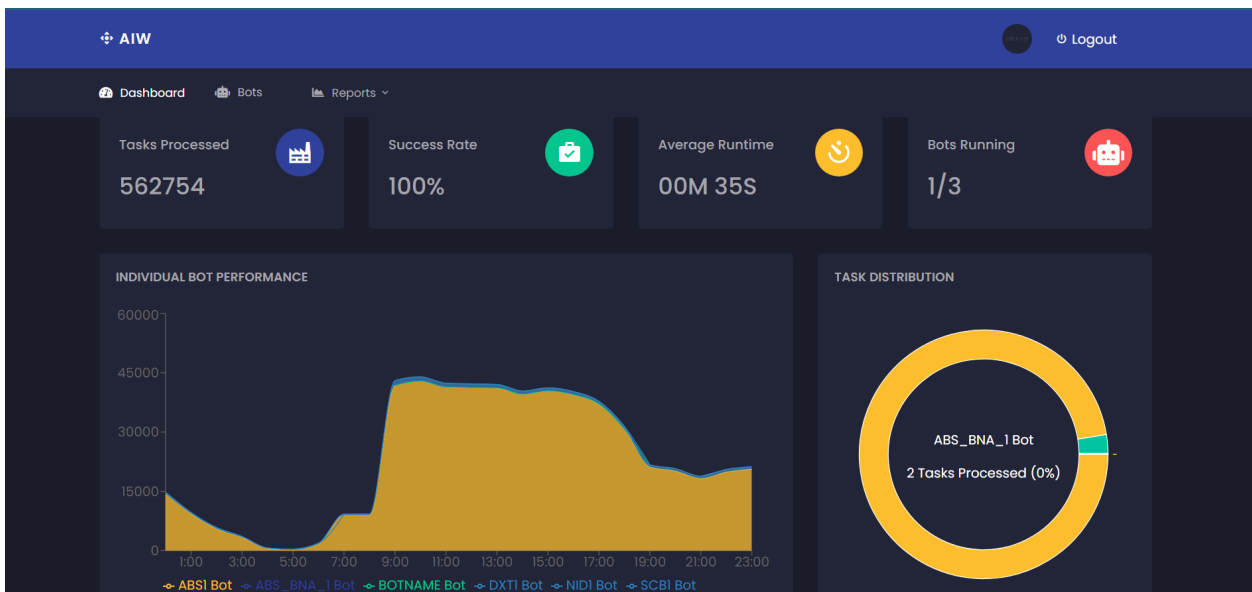 AIW
Logout
Dashboard Bots Reports
Tasks Processed
562754
Success Rate
100%
Average Runtime
00M 35S
Bots Running
1/3
INDIVIDUAL BOT PERFORMANCE
60000
45000
30000
15000
0
1:00 3:00 5:00 7:00 9:00 11:00 13:00 15:00 17:00 19:00 21:00 23:00
ABS1 Bot ABS_BNA_1 Bot BOTNAME Bot DXT1 Bot NID1 Bot SCB1 Bot
TASK DISTRIBUTION
ABS_BNA_1 Bot
2 Tasks Processed (0%)